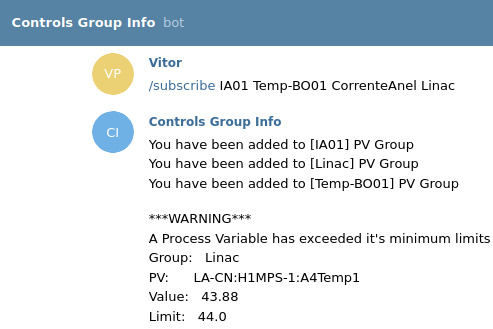 Controls Group Info bot
VP
Vitor
/subscribe IA01 Temp-BO01 CorrenteAnel Linac
CI
Controls Group Info
You have been added to [IA01] PV Group
You have been added to [Linac] PV Group
You have been added to [Temp-BO01] PV Group
***WARNING***
A Process Variable has exceeded it's minimum limits
Group: Linac
PV: LA-CN:H1MPS-1:A4Temp1
Value: 43.88
Limit: 44.0